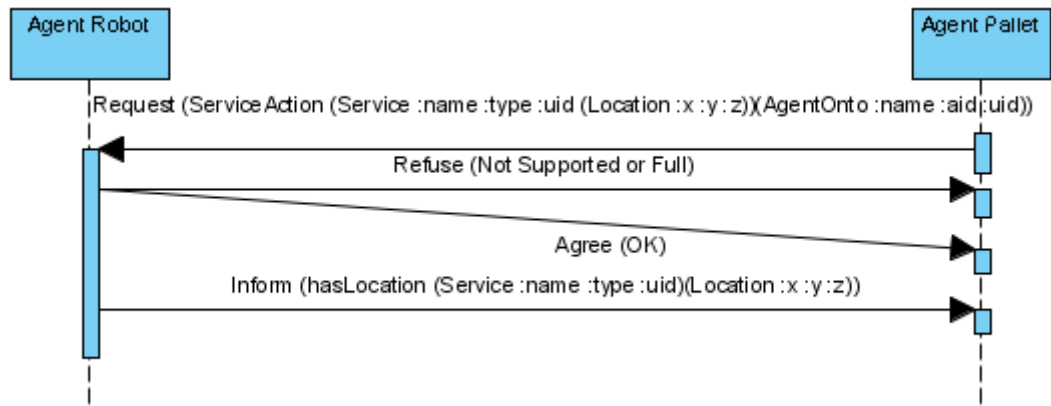 Agent Robot
Agent Pallet
Request (ServiceAction (Service :name :type :uid (Location :x :y :z))(AgentOnto :name :aid :uid))
Refuse (Not Supported or Full)
Agree (OK)
Inform (hasLocation (Service :name :type :uid)(Location :x :y :z))